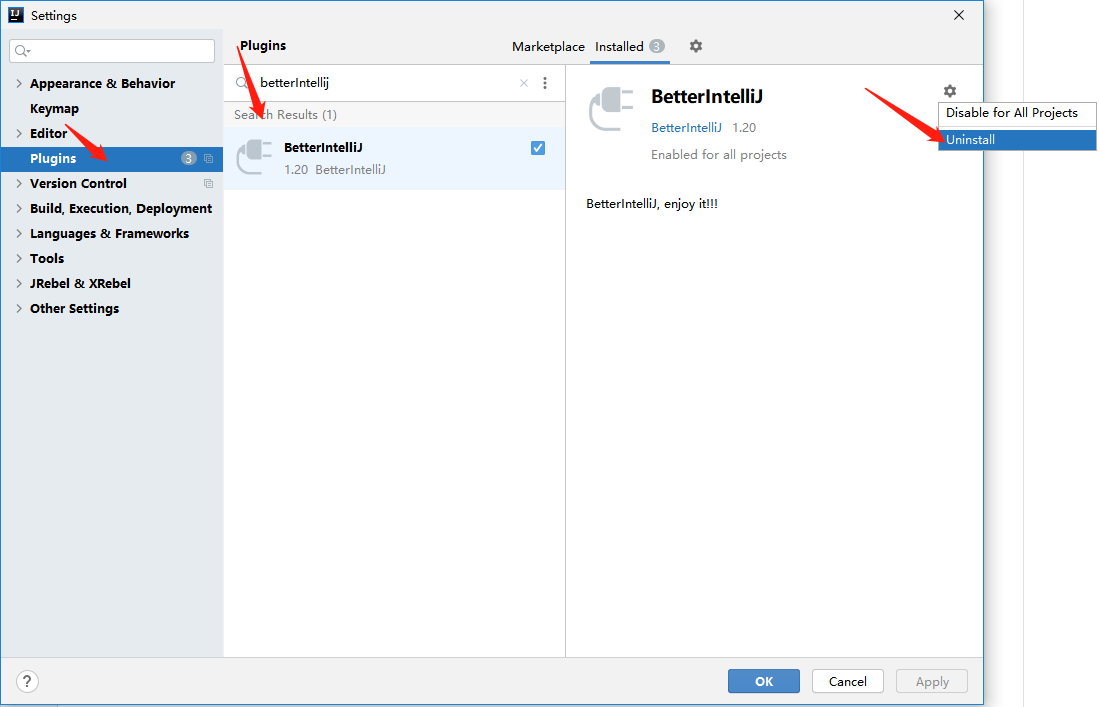 Settings
Appearance & Behavior
Keymap
Editor
Plugins 3
Version Control
Build, Execution, Deployment
Languages & Frameworks
Tools
JRebel & XRebel
Other Settings
Plugins
Marketplace Installed 3
betterIntellij
Search Results (1)
BetterIntelliJ
1.20 BetterIntelliJ
BetterIntelliJ
BetterIntelliJ 1.20
Enabled for all projects
Disable for All Projects
Uninstall
BetterIntelliJ, enjoy it!!!
?
OK Cancel Apply